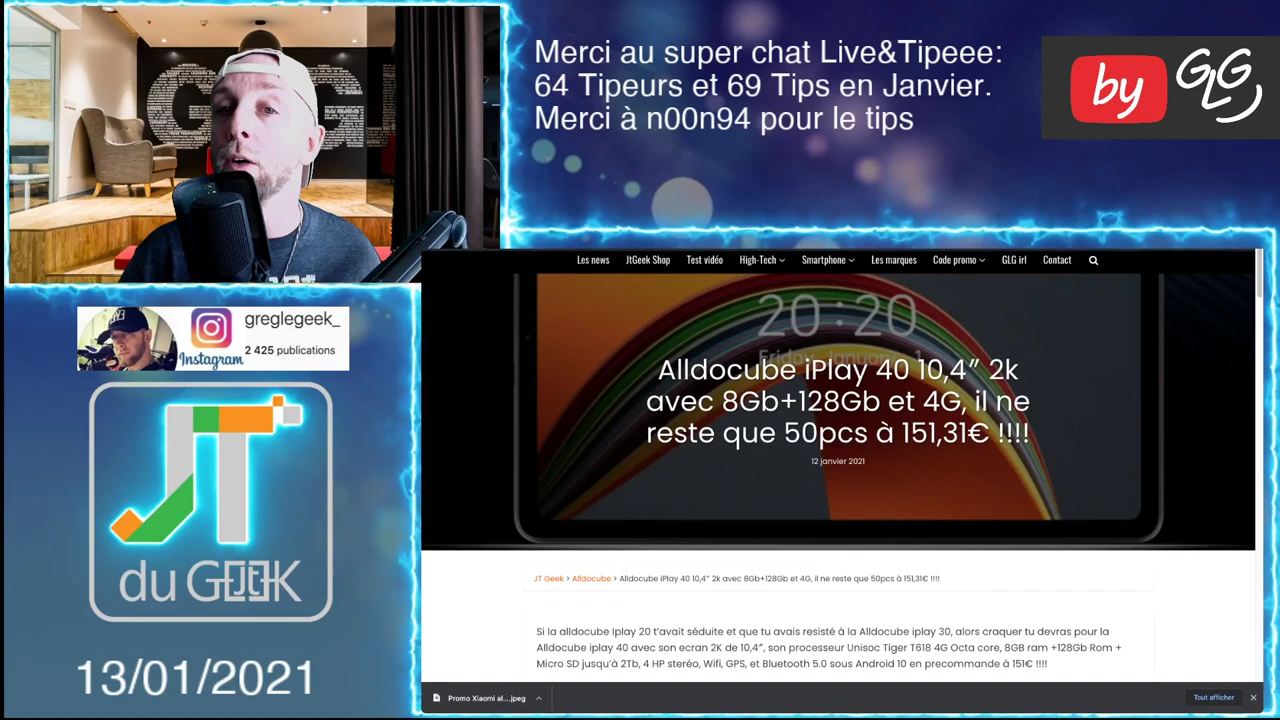 Merci au super chat Live&Tipeee:
64 Tipeurs et 69 Tips en Janvier.
Merci à n00n94 pour le tips
by GLG
Les news JtGeek Shop Test vidéo High-Tech Smartphone Les marques Code promo GLG irl Contact
20:20
Friday, January 1
Alldocube iPlay 40 10,4″ 2k
avec 8Gb+128Gb et 4G, il ne
reste que 50pcs à 151,31€ !!!!
12 janvier 2021
JT Geek > Alldocube > Alldocube iPlay 40 10,4″ 2k avec 8Gb+128Gb et 4G, il ne reste que 50pcs à 151,31€ !!!!
Si la alldocube Iplay 20 t’avait séduite et que tu avais resisté à la Alldocube iplay 30, alors craquer tu devras pour la
Alldocube iplay 40 avec son ecran 2K de 10,4″, son processeur Unisoc Tiger T618 4G Octa core, 8GB ram +128Gb Rom +
Micro SD jusqu’à 2Tb, 4 HP stéréo, Wifi, GPS, et Bluetooth 5.0 sous Android 10 en precommande à 151€ !!!!
Promo Xiaomi al....jpeg
Tout afficher
greglegeek_
2 425 publications
Instagram
JT
du GEEK
13/01/2021